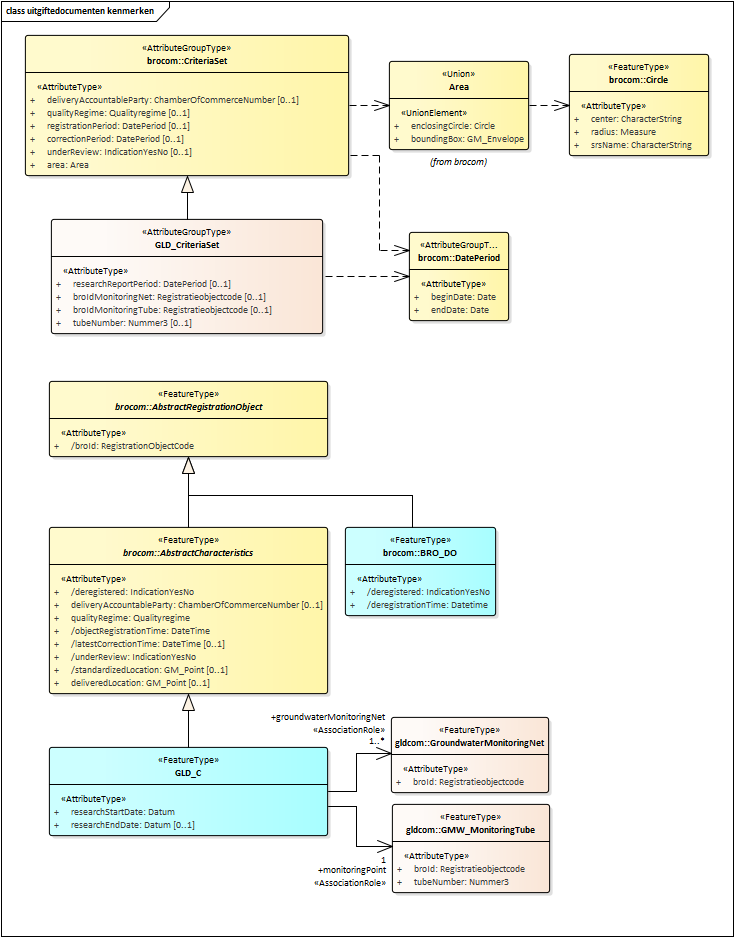 class uitgiftedocumenten kenmerken
«AttributeGroupType»
brocom::CriteriaSet
«AttributeType»
+ deliveryAccountableParty: ChamberOfCommerceNumber [0..1]
+ qualityRegime: Qualityregime [0..1]
+ registrationPeriod: DatePeriod [0..1]
+ correctionPeriod: DatePeriod [0..1]
+ underReview: IndicationYesNo [0..1]
+ area: Area
«Union»
Area
«UnionElement»
+ enclosingCircle: Circle
+ boundingBox: GM_Envelope
(from brocom)
«FeatureType»
brocom::Circle
«AttributeType»
+ center: CharacterString
+ radius: Measure
+ srsName: CharacterString
«AttributeGroupType»
GLD_CriteriaSet
«AttributeType»
+ researchReportPeriod: DatePeriod [0..1]
+ broIdMonitoringNet: Registratieobjectcode [0..1]
+ broIdMonitoringTube: Registratieobjectcode [0..1]
+ tubeNumber: Nummer3 [0..1]
«AttributeGroupT...
brocom::DatePeriod
«AttributeType»
+ beginDate: Date
+ endDate: Date
«FeatureType»
brocom::AbstractRegistrationObject
«AttributeType»
+ /broId: RegistrationObjectCode
«FeatureType»
brocom::AbstractCharacteristics
«AttributeType»
+ /deregistered: IndicationYesNo
+ deliveryAccountableParty: ChamberOfCommerceNumber [0..1]
+ qualityRegime: Qualityregime
+ /objectRegistrationTime: DateTime
+ /latestCorrectionTime: DateTime [0..1]
+ /underReview: IndicationYesNo
+ /standardizedLocation: GM_Point [0..1]
+ deliveredLocation: GM_Point [0..1]
«FeatureType»
brocom::BRO_DO
«AttributeType»
+ /deregistered: IndicationYesNo
+ /deregistrationTime: Datetime
«FeatureType»
GLD_C
«AttributeType»
+ researchStartDate: Datum
+ researchEndDate: Datum [0..1]
+groundwaterMonitoringNet
«AssociationRole»
1..*
«FeatureType»
gldcom::GroundwaterMonitoringNet
«AttributeType»
+ broId: Registratieobjectcode
1
+monitoringPoint
«AssociationRole»
«FeatureType»
gldcom::GMW_MonitoringTube
«AttributeType»
+ broId: Registratieobjectcode
+ tubeNumber: Nummer3